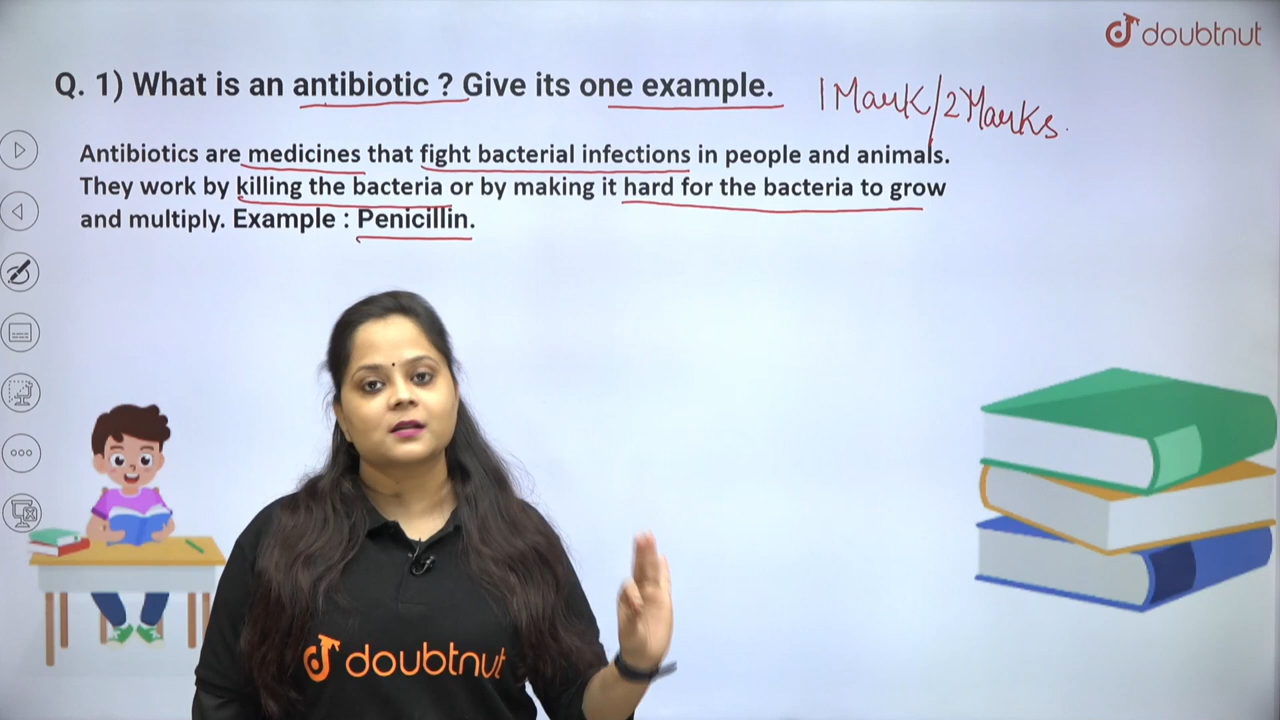 doubtnut
Q. 1) What is an antibiotic ? Give its one example.
1 Mark/2 Marks.
Antibiotics are medicines that fight bacterial infections in people and animals.
They work by killing the bacteria or by making it hard for the bacteria to grow
and multiply. Example : Penicillin.
doubtnut